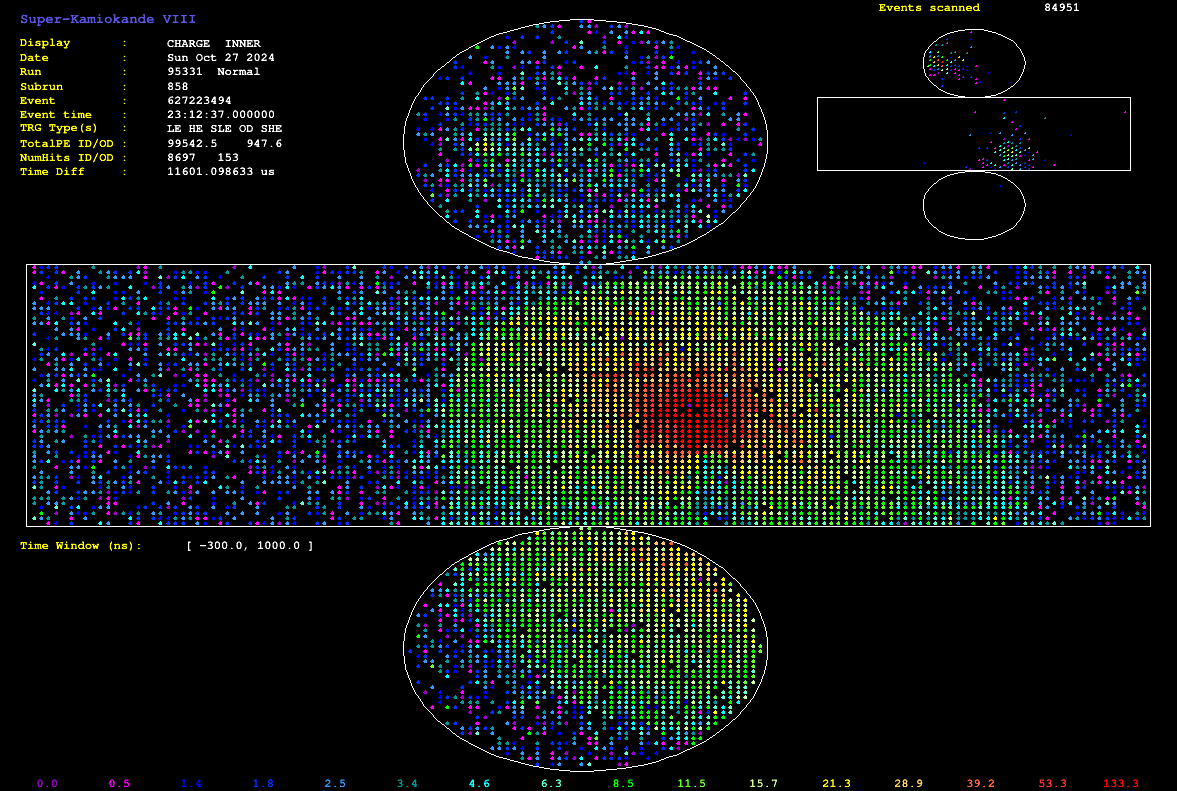 Super-Kamiokande VIII
Events scanned 84951
Display : CHARGE INNER
Date : Sun Oct 27 2024
Run : 95331 Normal
Subrun : 858
Event : 627223494
Event time : 23:12:37.000000
TRG Type(s) : LE HE SLE OD SHE
TotalPE ID/OD : 99542.5 947.6
NumHits ID/OD : 8697 153
Time Diff : 11601.098633 us
Time Window (ns): [ -300.0, 1000.0 ]
0.0 0.5 1.4 1.8 2.5 3.4 4.6 6.3 8.5 11.5 15.7 21.3 28.9 39.2 53.3 133.3